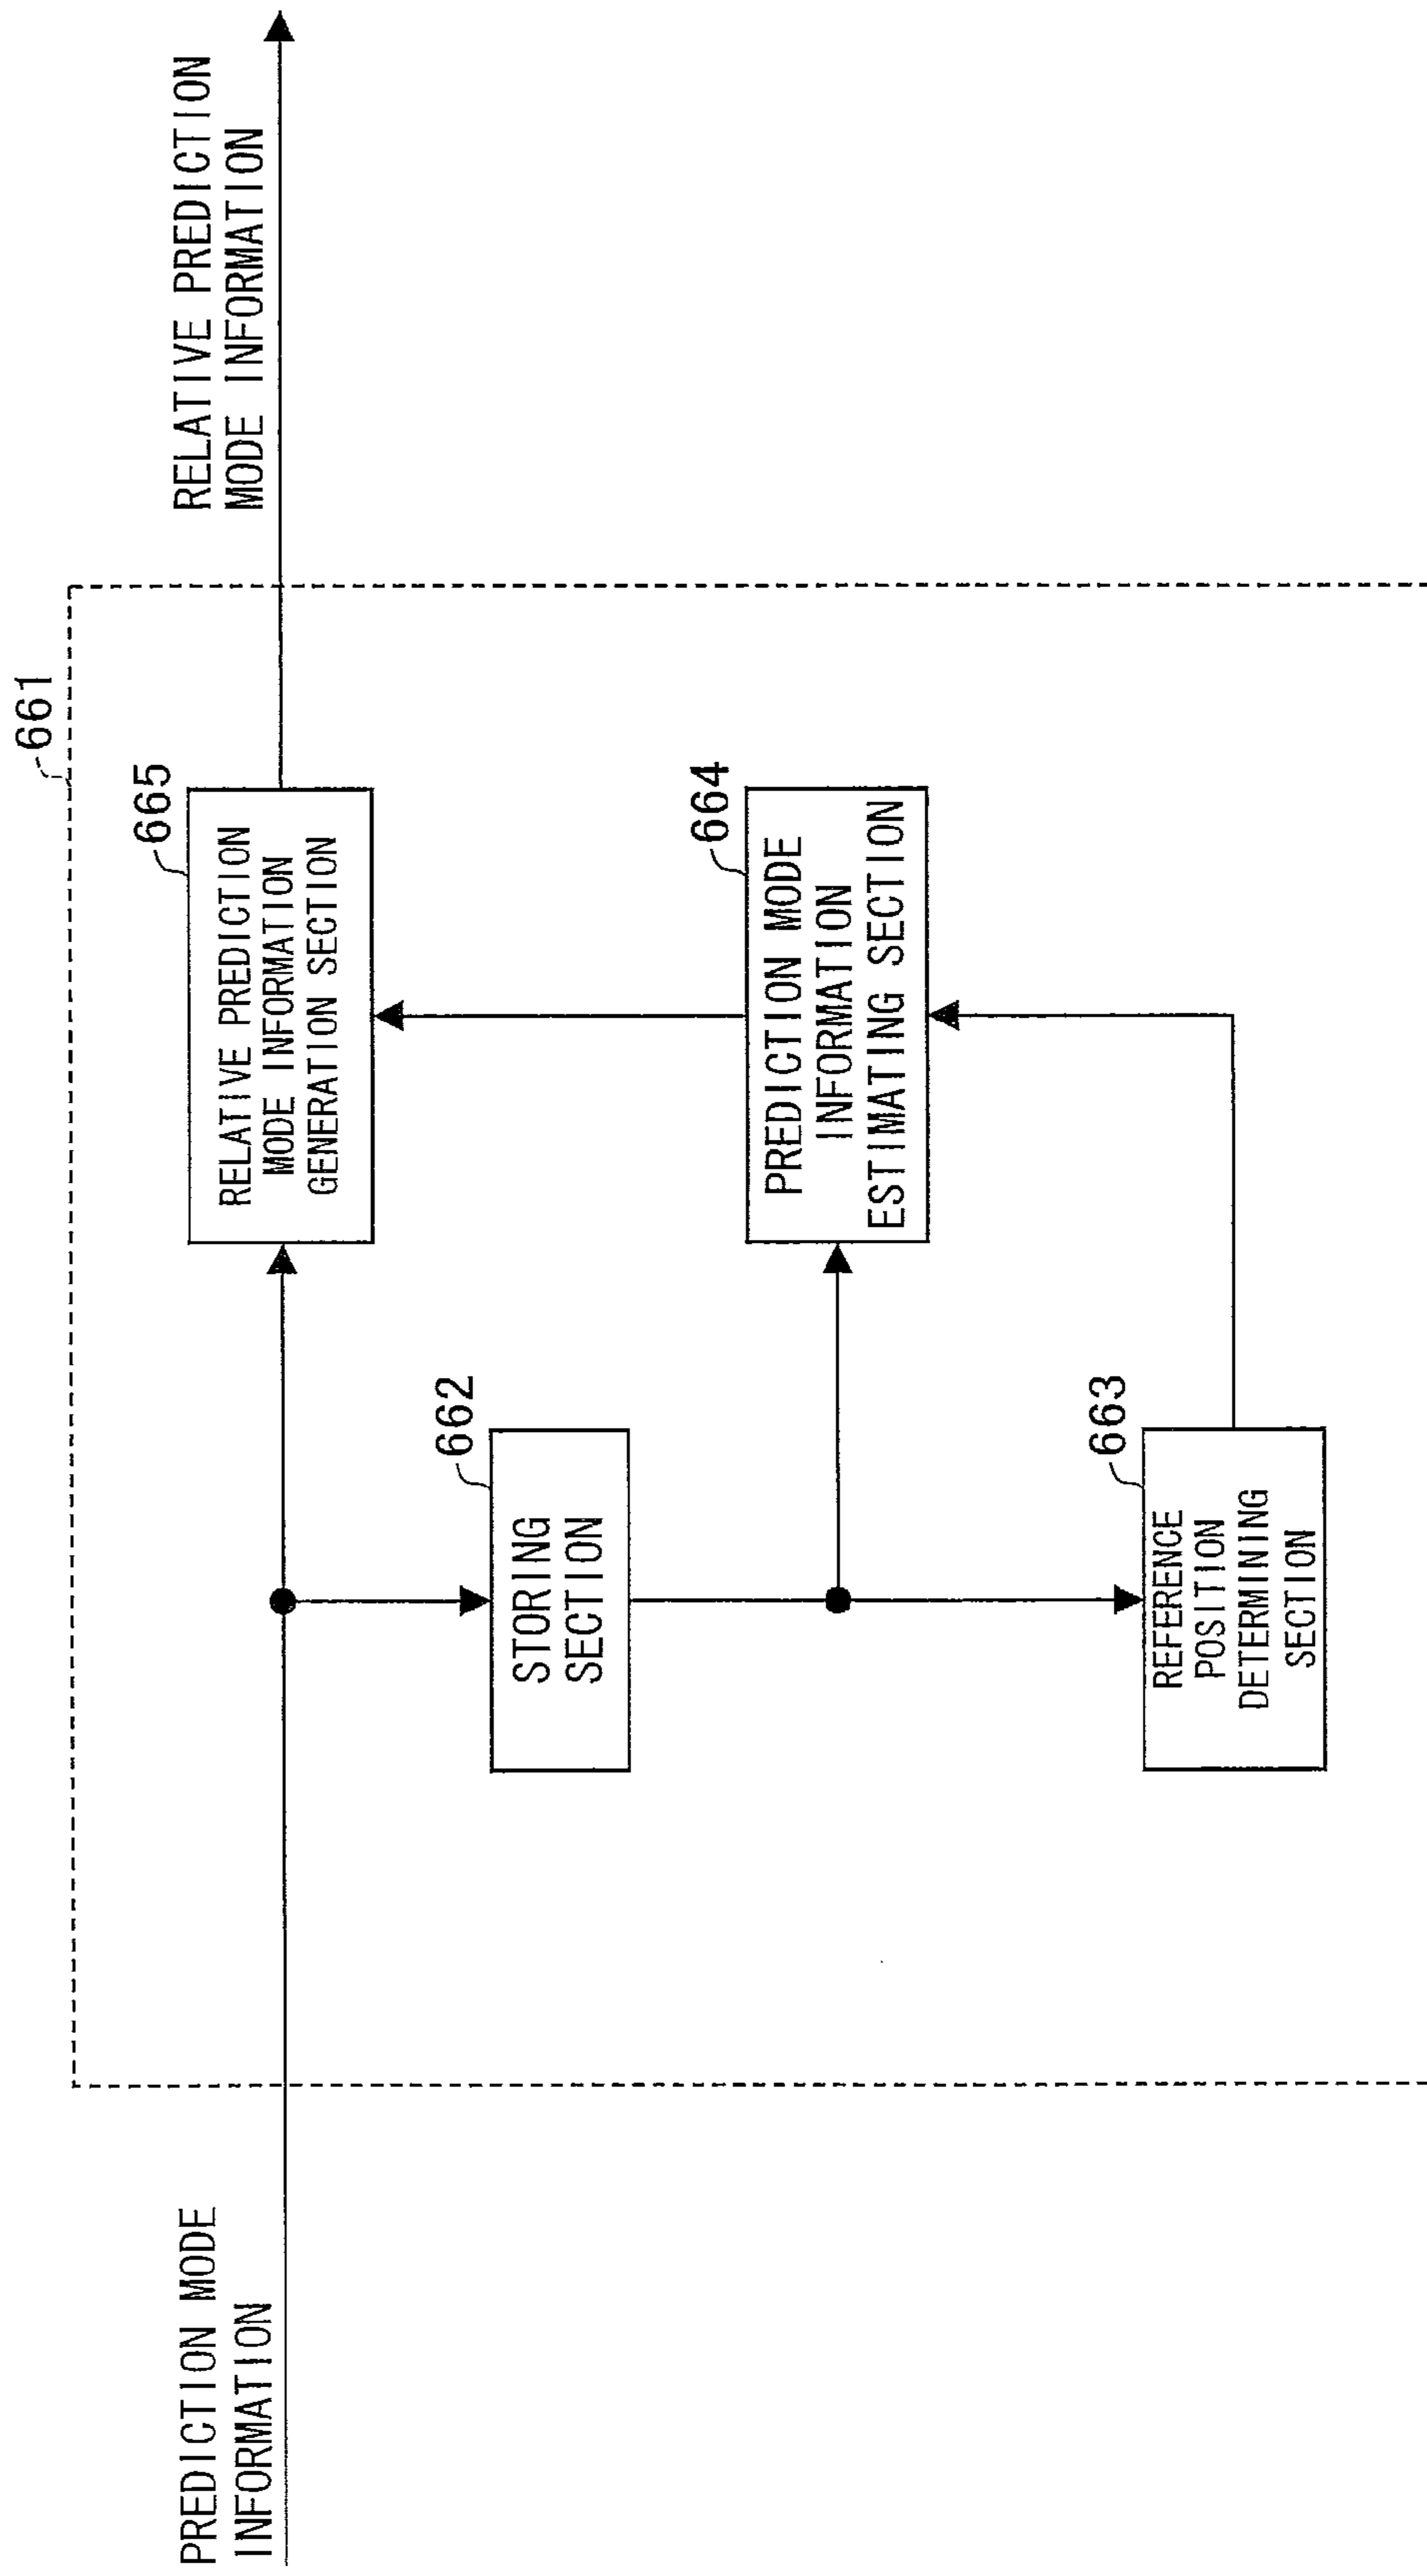 PREDICTION MODE
INFORMATION
661
665
RELATIVE PREDICTION
MODE INFORMATION
GENERATION SECTION
RELATIVE PREDICTION
MODE INFORMATION
662
STORING
SECTION
664
PREDICTION MODE
INFORMATION
ESTIMATING SECTION
663
REFERENCE
POSITION
DETERMINING
SECTION